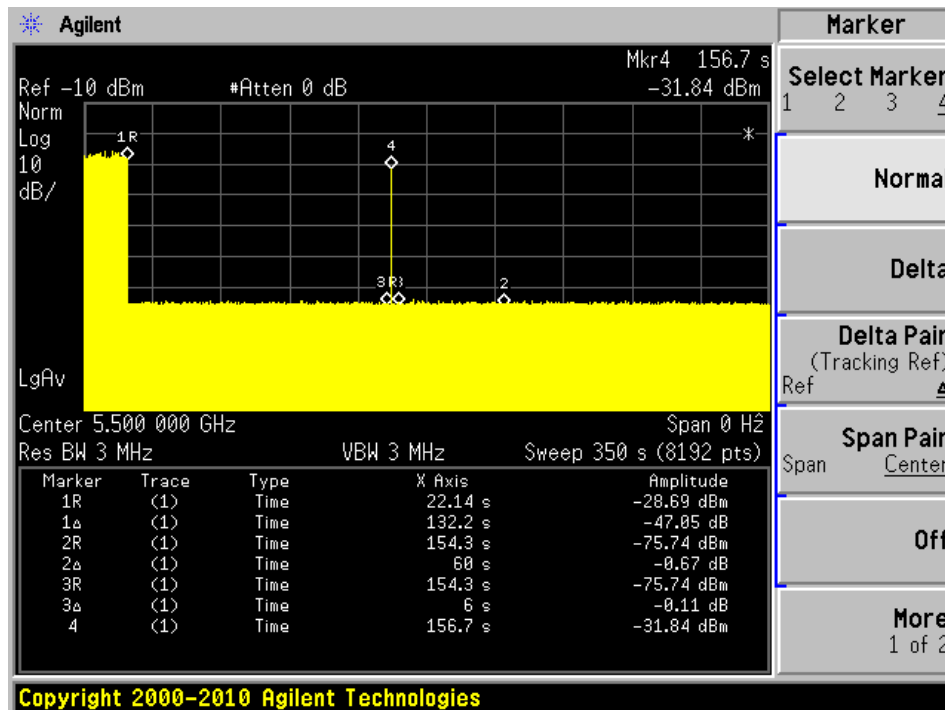 Agilent
Marker
Mkr4 156.7 s
Ref -10 dBm #Atten 0 dB -31.84 dBm
Norm
Log
10
dB/
1R
4
*
3R
2
LgAv
Center 5.500 000 GHz Span 0 Hz
Res BW 3 MHz VBW 3 MHz Sweep 350 s (8192 pts)
Marker Trace Type X Axis Amplitude
1R (1) Time 22.14 s -28.69 dBm
1Δ (1) Time 132.2 s -47.05 dB
2R (1) Time 154.3 s -75.74 dBm
2Δ (1) Time 60 s -0.67 dB
3R (1) Time 154.3 s -75.74 dBm
3Δ (1) Time 6 s -0.11 dB
4 (1) Time 156.7 s -31.84 dBm
Select Marker
1 2 3 4
Norma
Delta
Delta Pair
(Tracking Ref)
Ref Δ
Span Pair
Span Center
Off
More
1 of 2
Copyright 2000-2010 Agilent Technologies